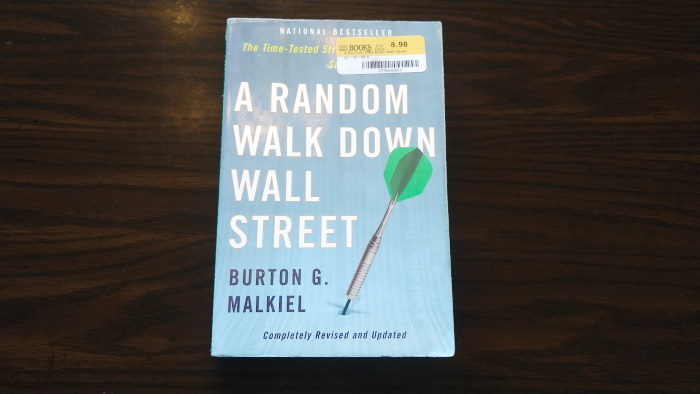 NATIONAL BESTSELLER
The Time-Tested
BOOKS 8.98
A RANDOM
WALK DOWN
WALL
STREET
BURTON G.
MALKIEL
Completely Revised and Updated